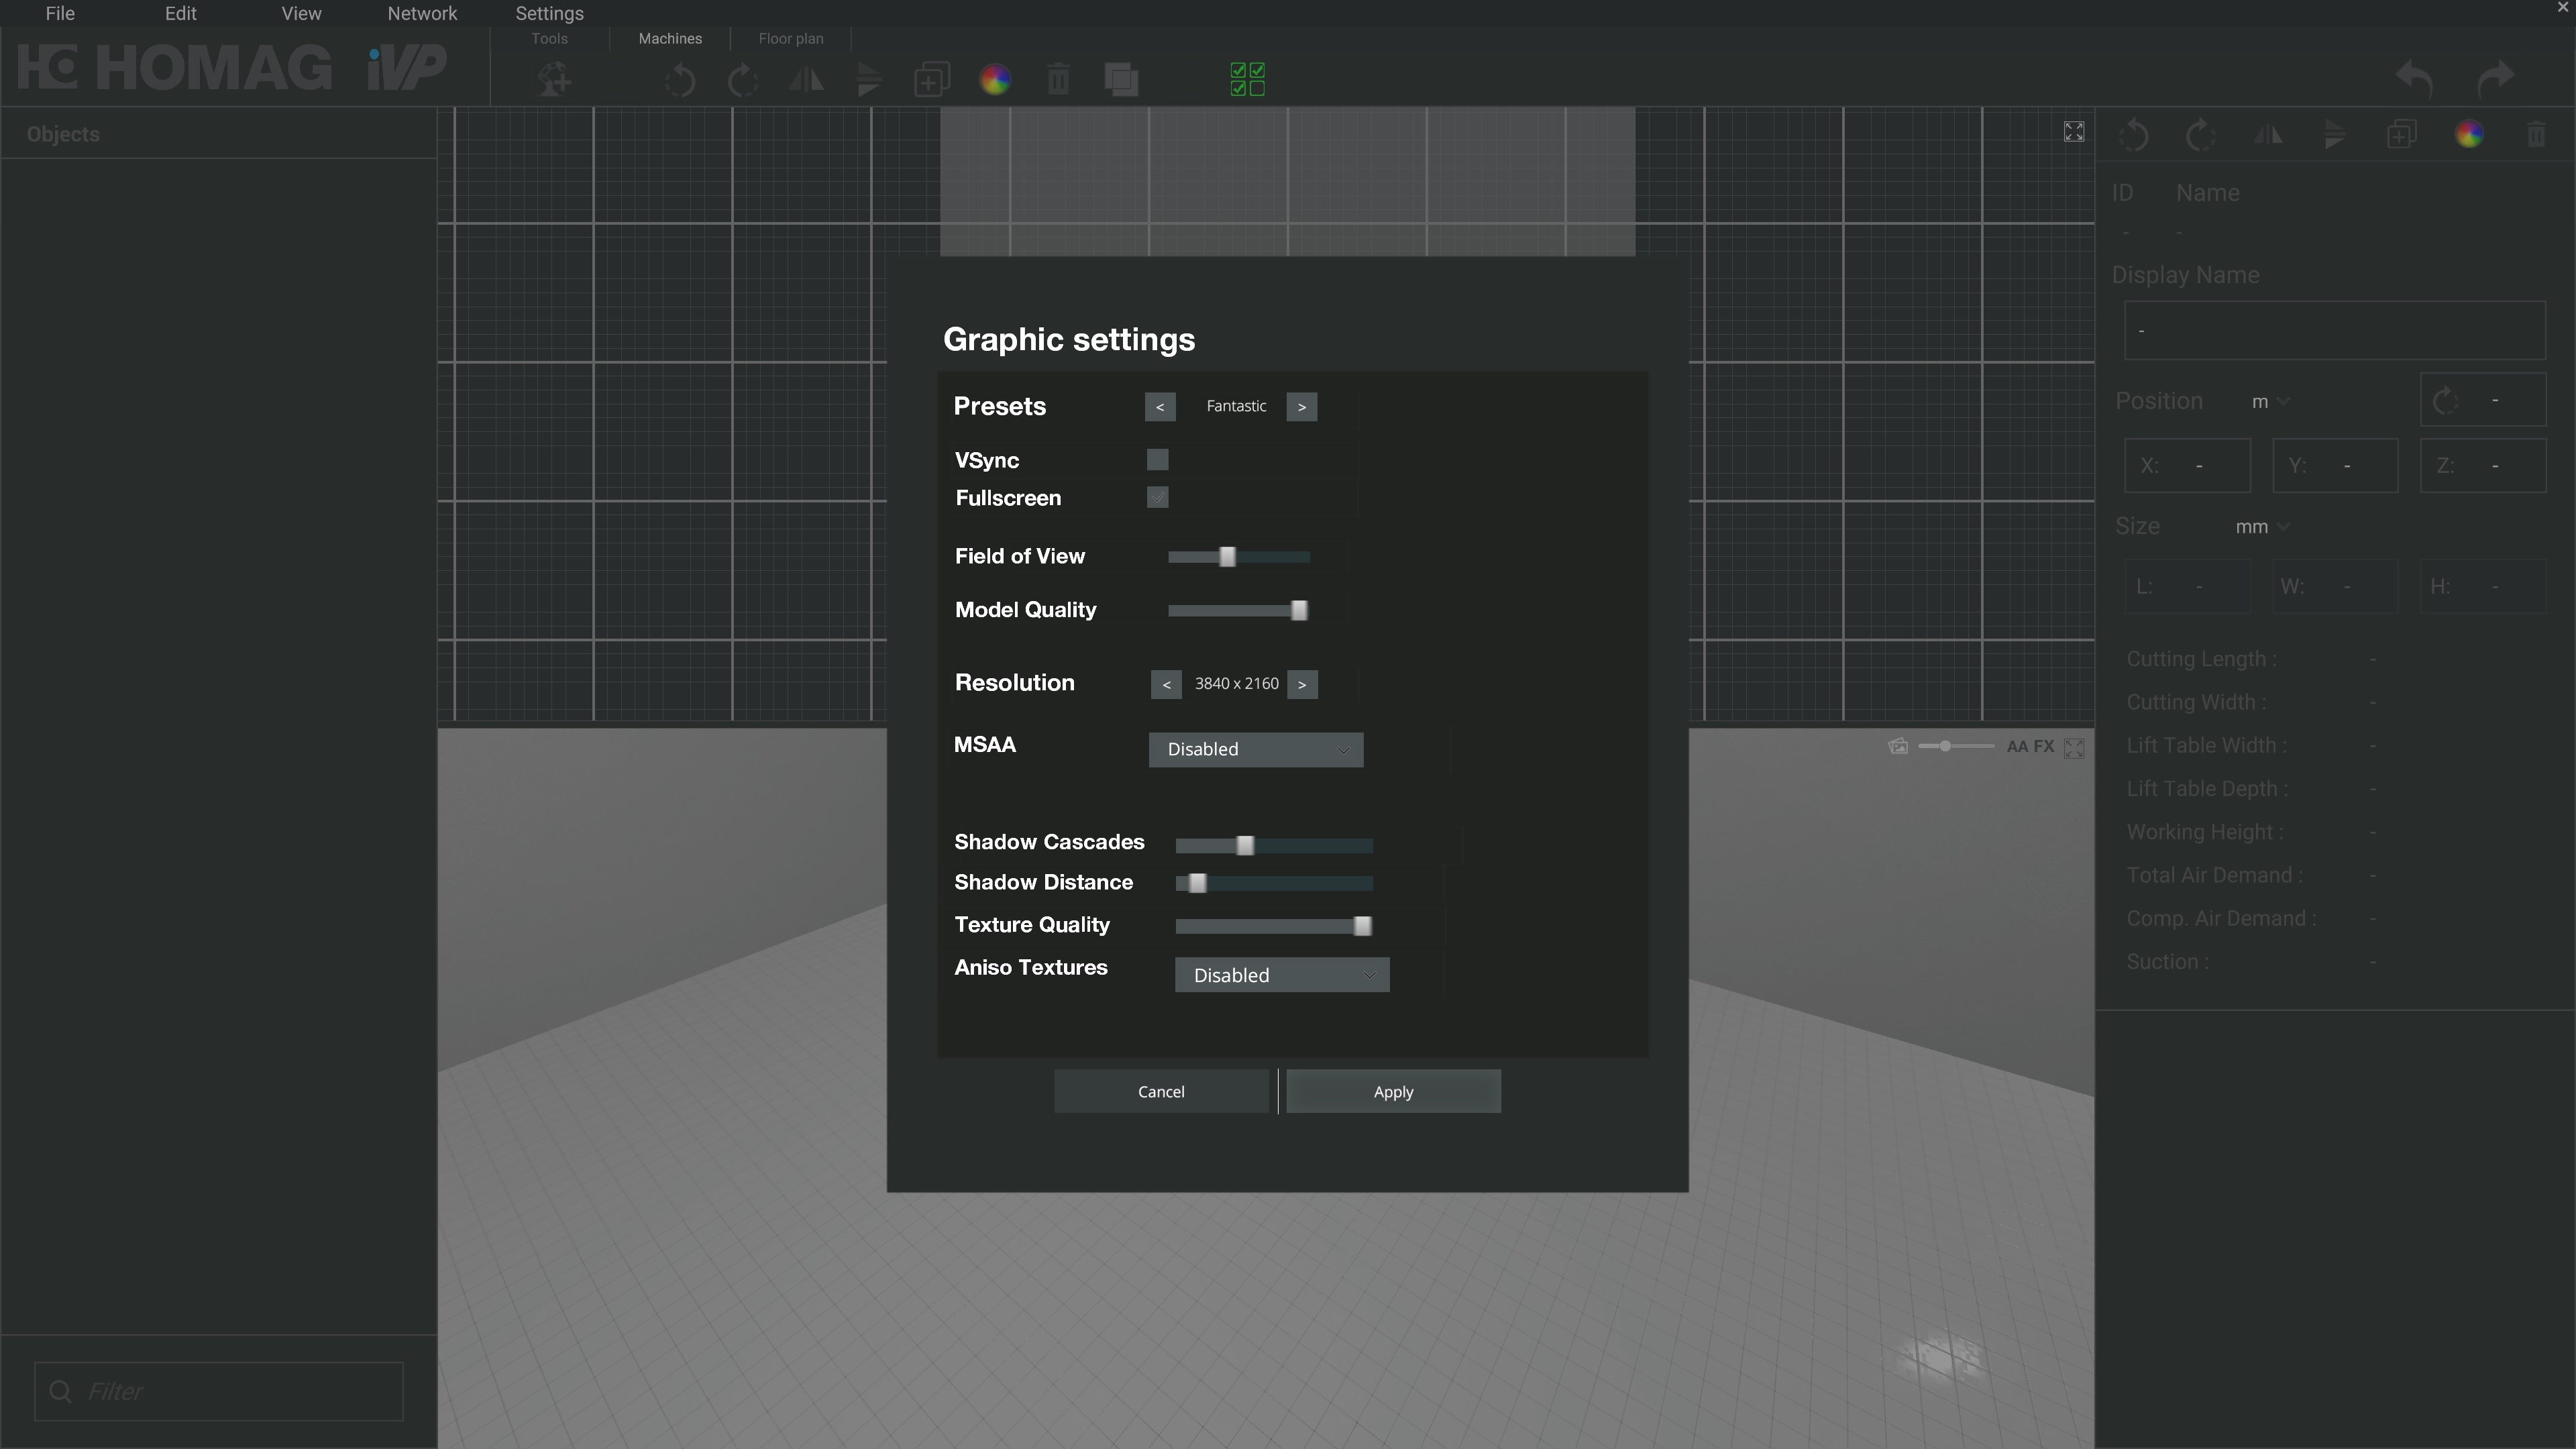 File Edit View Network Settings
HOMAG iVP
Tools Machines Floor plan
Objects
ID Name
- -
Display Name
-
Position m -
X: - Y: - Z: -
Size mm
L: - W: - H: -
Cutting Length : -
Cutting Width : -
Lift Table Width : -
Lift Table Depth : -
Working Height : -
Total Air Demand : -
Comp. Air Demand : -
Suction : -
AA FX
Graphic settings
Presets < Fantastic >
VSync
Fullscreen
Field of View
Model Quality
Resolution < 3840 x 2160 >
MSAA Disabled
Shadow Cascades
Shadow Distance
Texture Quality
Aniso Textures Disabled
Cancel Apply
Filter